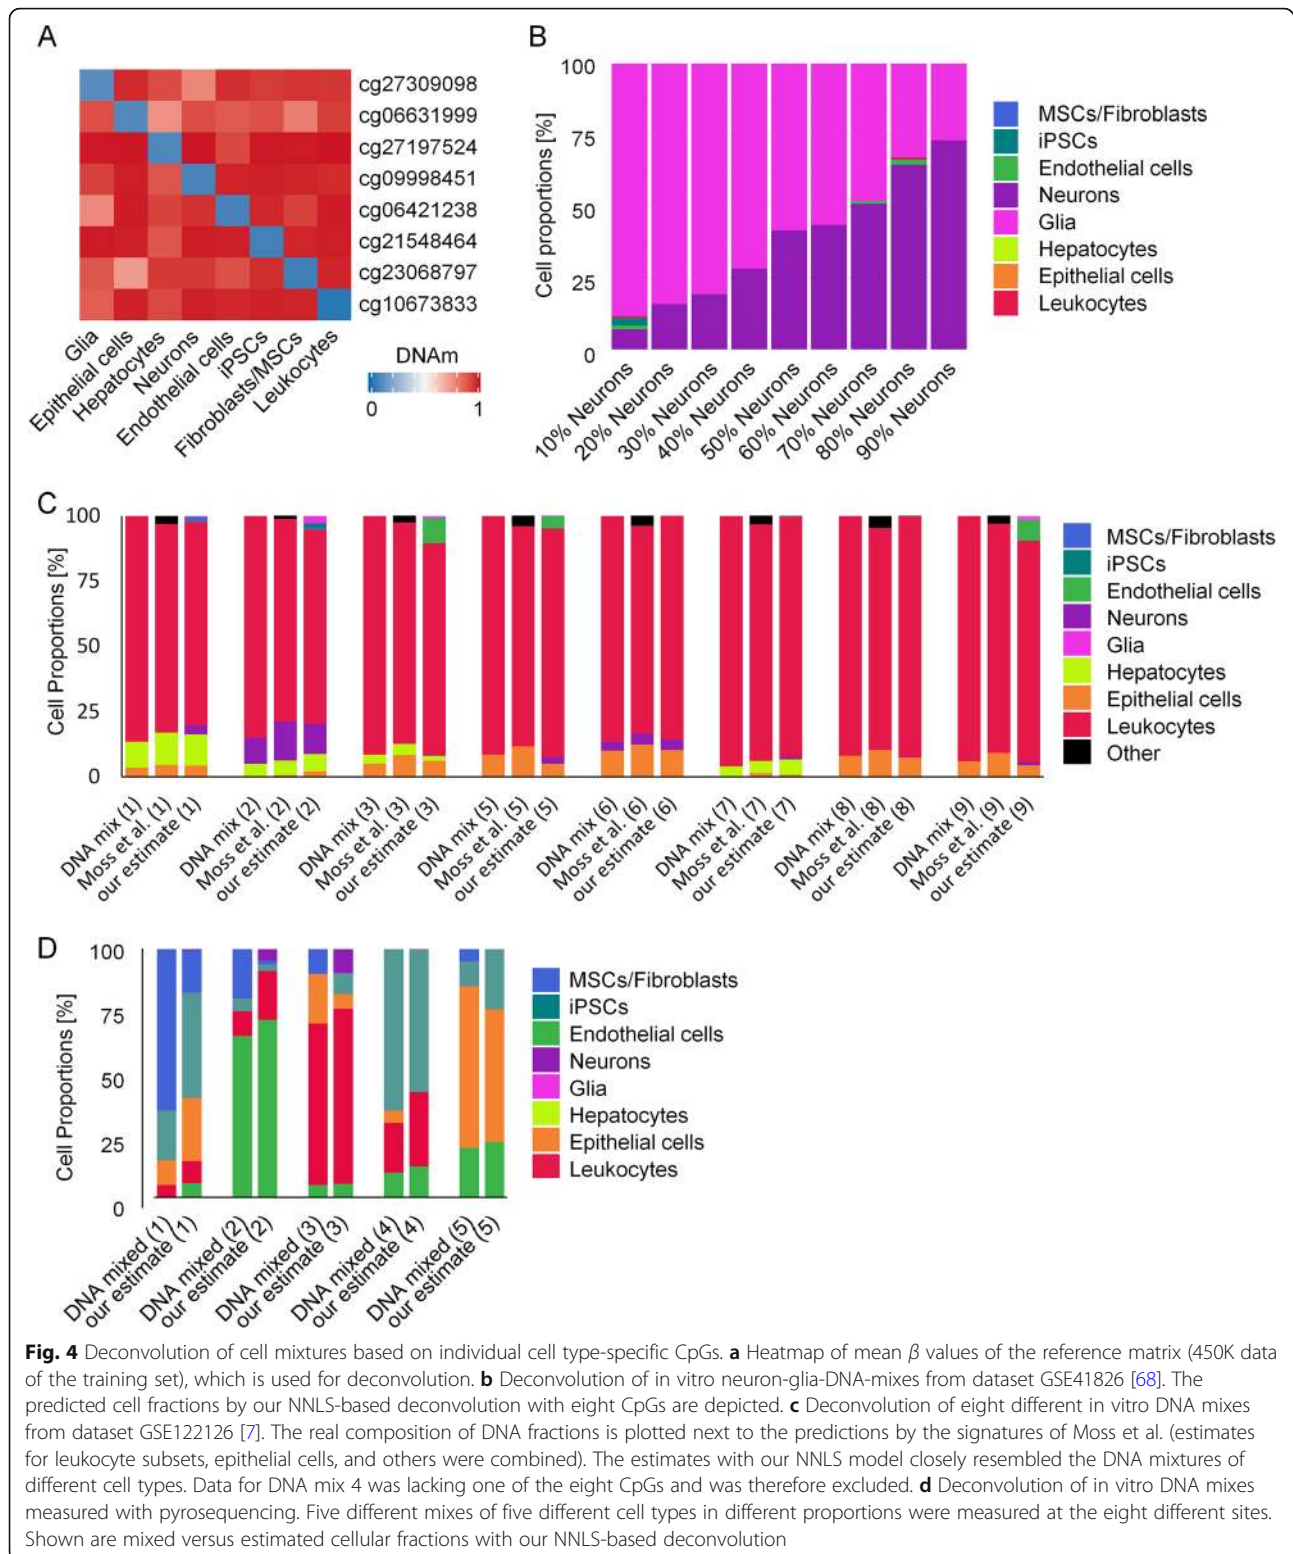 A
cg27309098
cg06631999
cg27197524
cg09998451
cg06421238
cg21548464
cg23068797
cg10673833
Glia
Epithelial cells
Hepatocytes
Neurons
Endothelial cells
iPSCs
Fibroblasts/MSCs
Leukocytes
DNAm
0 1
B
Cell proportions [%]
100
75
50
25
0
10% Neurons
20% Neurons
30% Neurons
40% Neurons
50% Neurons
60% Neurons
70% Neurons
80% Neurons
90% Neurons
MSCs/Fibroblasts
iPSCs
Endothelial cells
Neurons
Glia
Hepatocytes
Epithelial cells
Leukocytes
C
Cell Proportions [%]
100
75
50
25
0
DNA mix (1)
Moss et al. (1)
our estimate (1)
DNA mix (2)
Moss et al. (2)
our estimate (2)
DNA mix (3)
Moss et al. (3)
our estimate (3)
DNA mix (5)
Moss et al. (5)
our estimate (5)
DNA mix (6)
Moss et al. (6)
our estimate (6)
DNA mix (7)
Moss et al. (7)
our estimate (7)
DNA mix (8)
Moss et al. (8)
our estimate (8)
DNA mix (9)
Moss et al. (9)
our estimate (9)
MSCs/Fibroblasts
iPSCs
Endothelial cells
Neurons
Glia
Hepatocytes
Epithelial cells
Leukocytes
Other
D
Cell Proportions [%]
100
75
50
25
0
DNA mixed (1)
our estimate (1)
DNA mixed (2)
our estimate (2)
DNA mixed (3)
our estimate (3)
DNA mixed (4)
our estimate (4)
DNA mixed (5)
our estimate (5)
MSCs/Fibroblasts
iPSCs
Endothelial cells
Neurons
Glia
Hepatocytes
Epithelial cells
Leukocytes
Fig. 4 Deconvolution of cell mixtures based on individual cell type-specific CpGs. a Heatmap of mean β values of the reference matrix (450K data
of the training set), which is used for deconvolution. b Deconvolution of in vitro neuron-glia-DNA-mixes from dataset GSE41826 [68]. The
predicted cell fractions by our NNLS-based deconvolution with eight CpGs are depicted. c Deconvolution of eight different in vitro DNA mixes
from dataset GSE122126 [7]. The real composition of DNA fractions is plotted next to the predictions by the signatures of Moss et al. (estimates
for leukocyte subsets, epithelial cells, and others were combined). The estimates with our NNLS model closely resembled the DNA mixtures of
different cell types. Data for DNA mix 4 was lacking one of the eight CpGs and was therefore excluded. d Deconvolution of in vitro DNA mixes
measured with pyrosequencing. Five different mixes of five different cell types in different proportions were measured at the eight different sites.
Shown are mixed versus estimated cellular fractions with our NNLS-based deconvolution